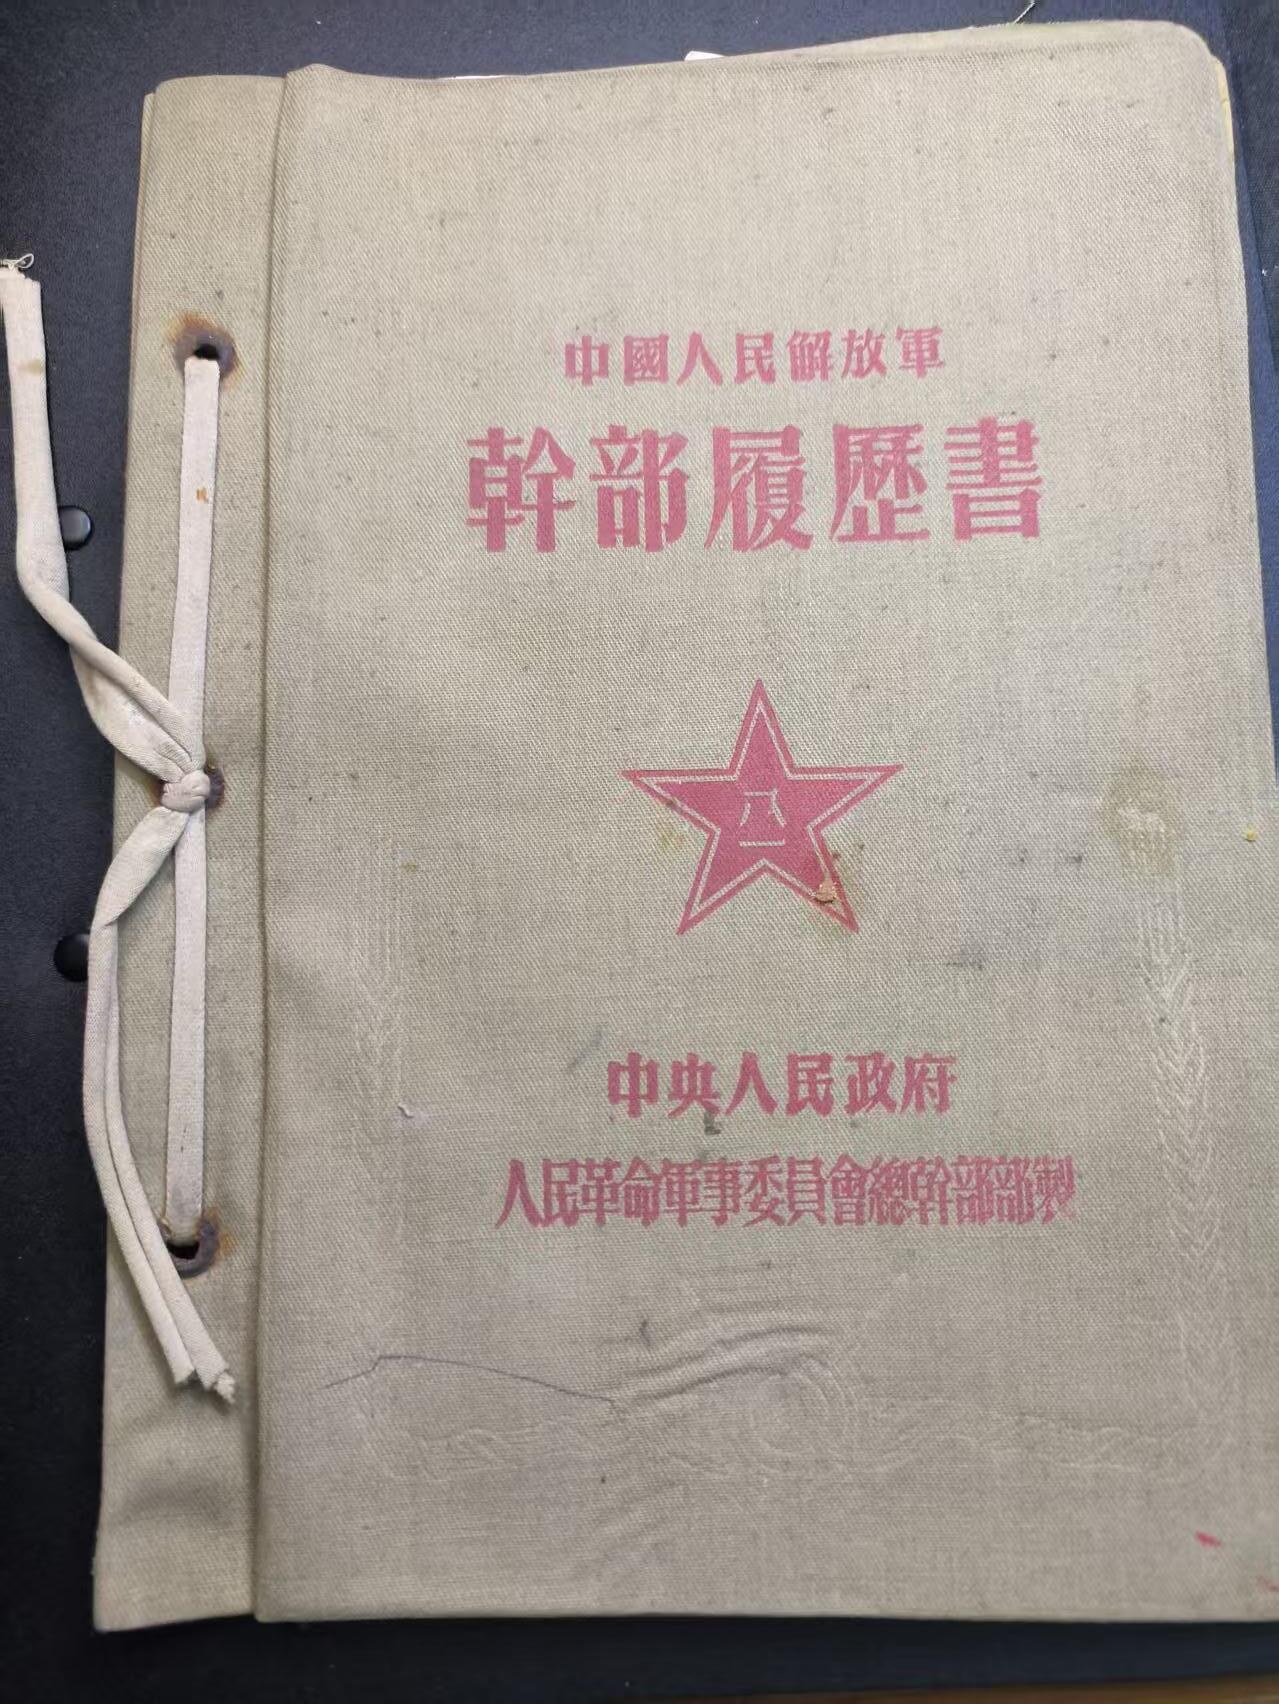 中國人民解放軍
幹部履歷書
八一
中央人民政府
人民革命軍事委員會總幹部部製